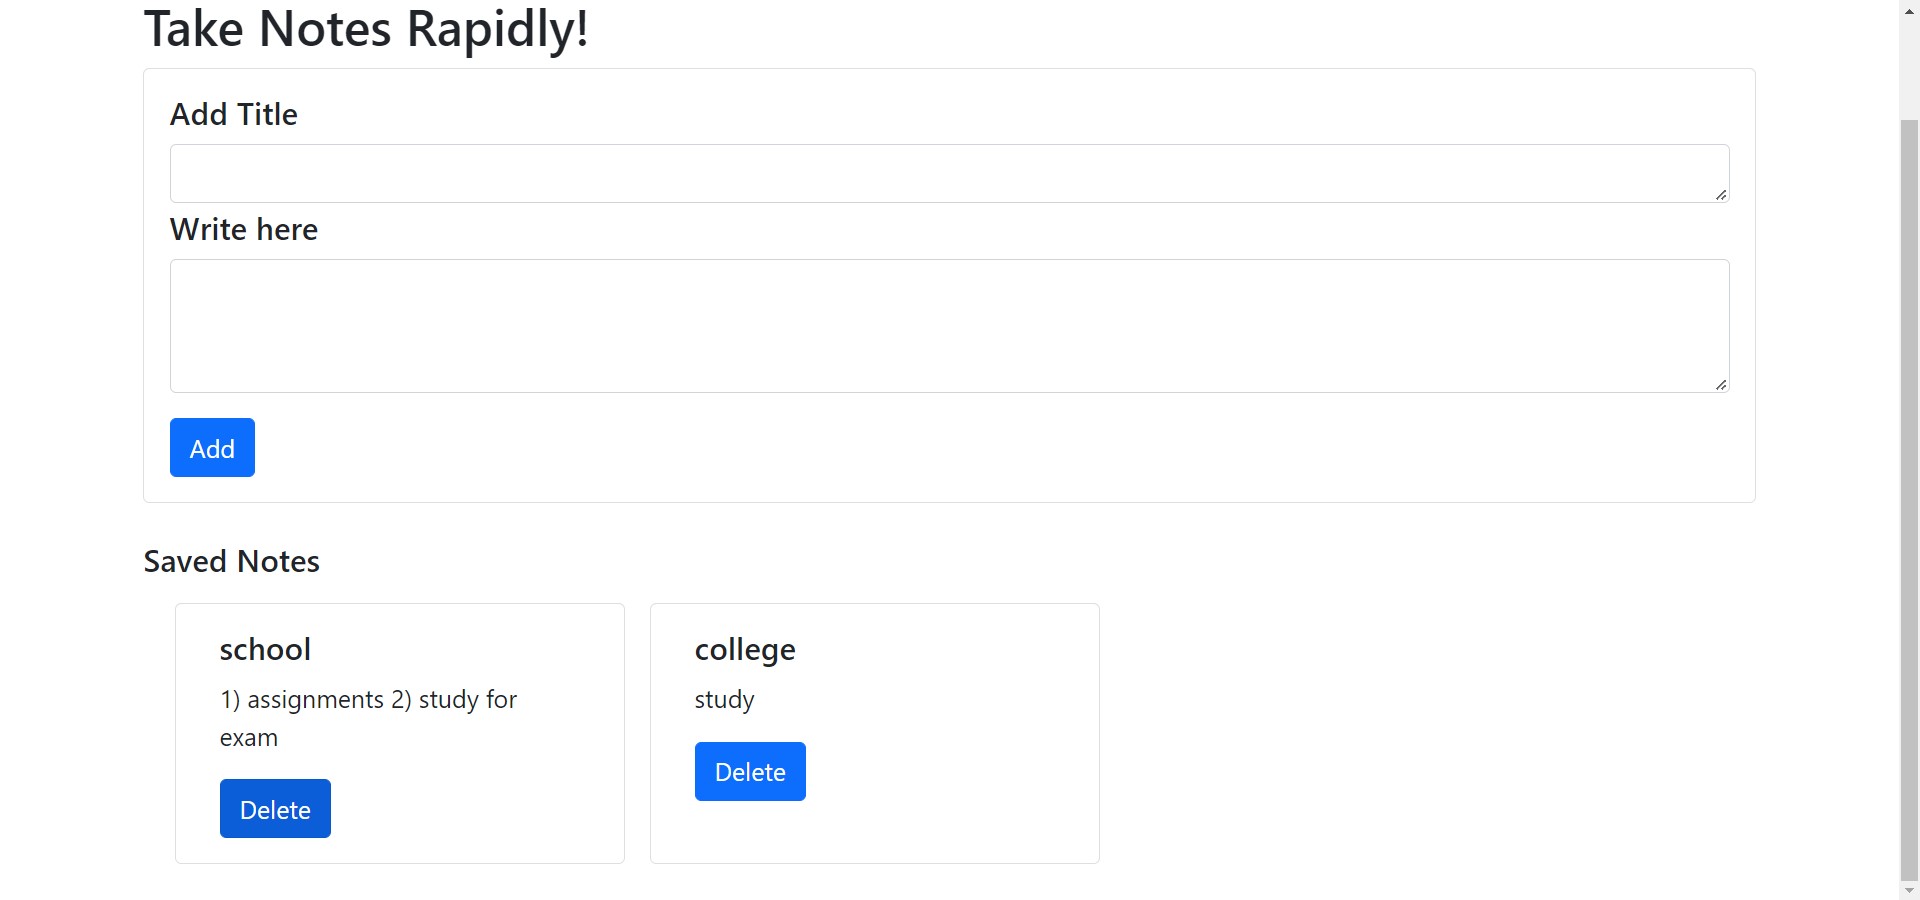 Take Notes Rapidly!
Add Title
Write here
Add
Saved Notes
school
1) assignments 2) study for
exam
Delete
college
study
Delete